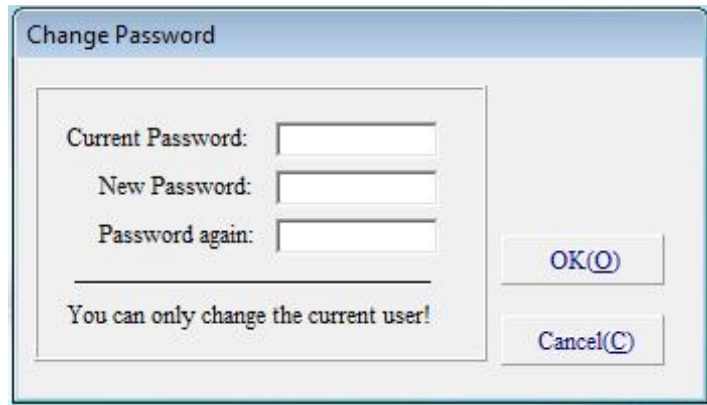 Change Password
Current Password:
New Password:
Password again:
You can only change the current user!
OK(O)
Cancel(C)